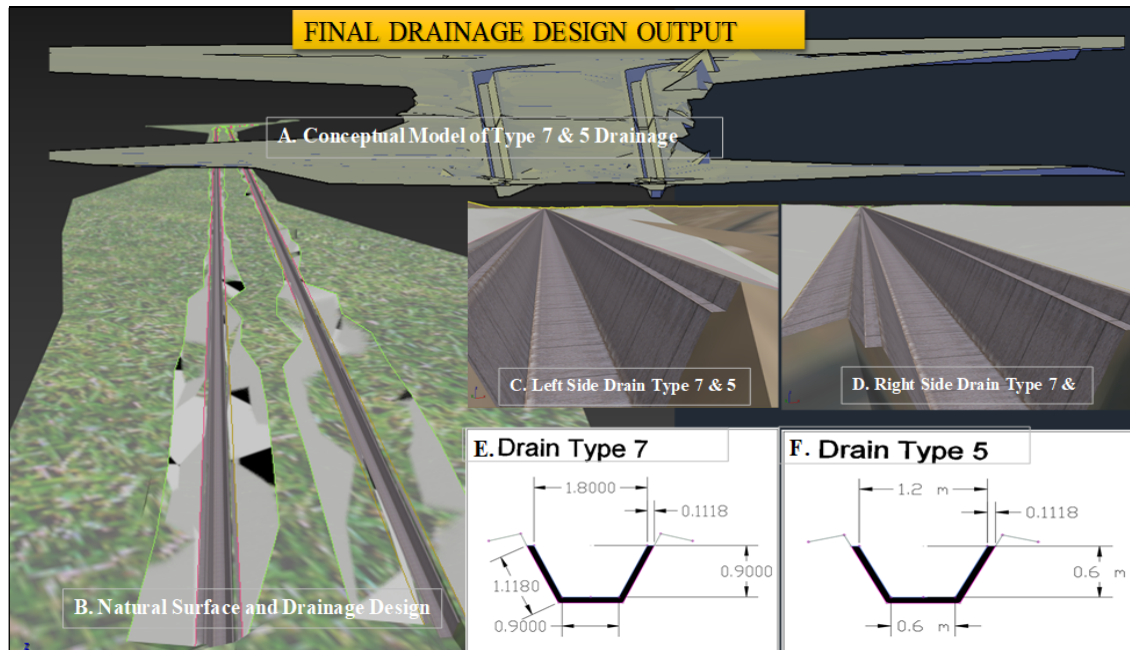 FINAL DRAINAGE DESIGN OUTPUT
A. Conceptual Model of Type 7 & 5 Drainage
B. Natural Surface and Drainage Design
C. Left Side Drain Type 7 & 5
D. Right Side Drain Type 7 &
E. Drain Type 7
1.8000
0.1118
1.1180
0.9000
0.9000
F. Drain Type 5
1.2 m
0.1118
0.6 m
0.6 m